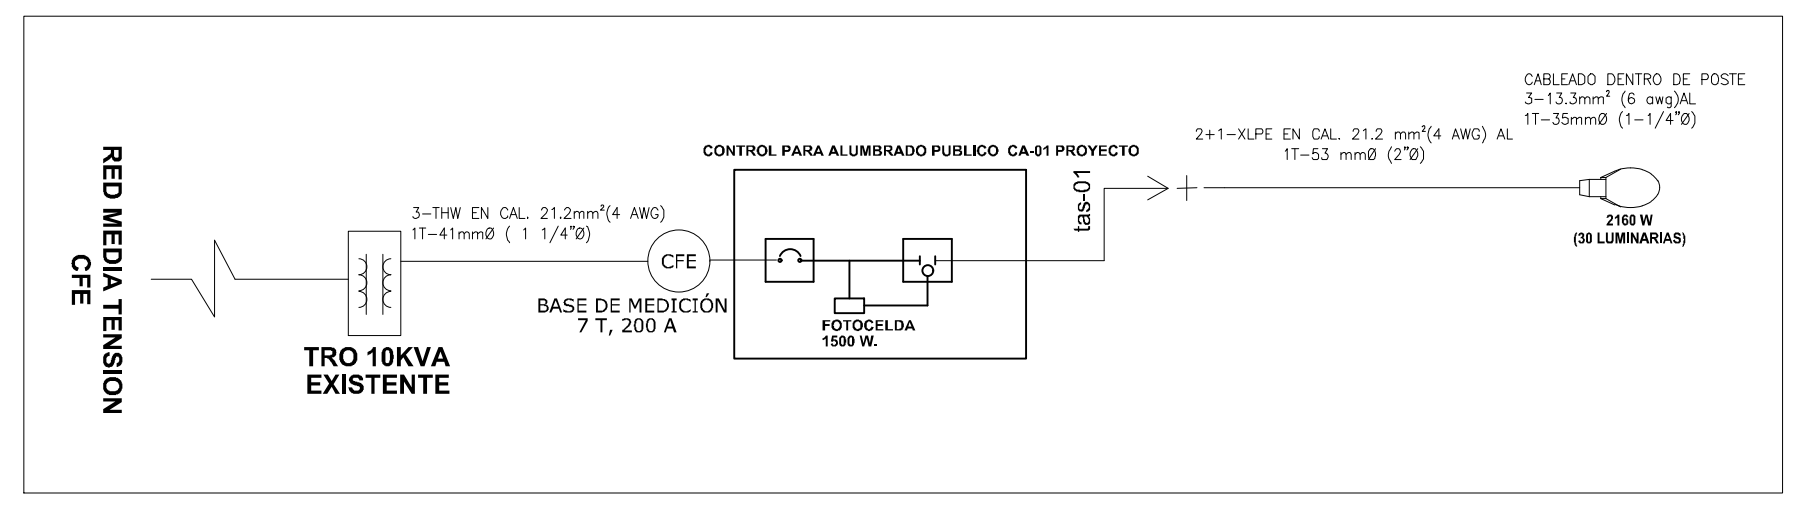 RED MEDIA TENSION
CFE
TRO 10KVA
EXISTENTE
3-THW EN CAL. 21.2mm²(4 AWG)
1T-41mmØ ( 1 1/4"Ø)
CFE
BASE DE MEDICIÓN
7 T, 200 A
CONTROL PARA ALUMBRADO PUBLICO CA-01 PROYECTO
FOTOCELDA
1500 W.
tas-01
2+1-XLPE EN CAL. 21.2 mm²(4 AWG) AL
1T-53 mmØ (2"Ø)
CABLEADO DENTRO DE POSTE
3-13.3mm² (6 awg)AL
1T-35mmØ (1-1/4"Ø)
2160 W
(30 LUMINARIAS)